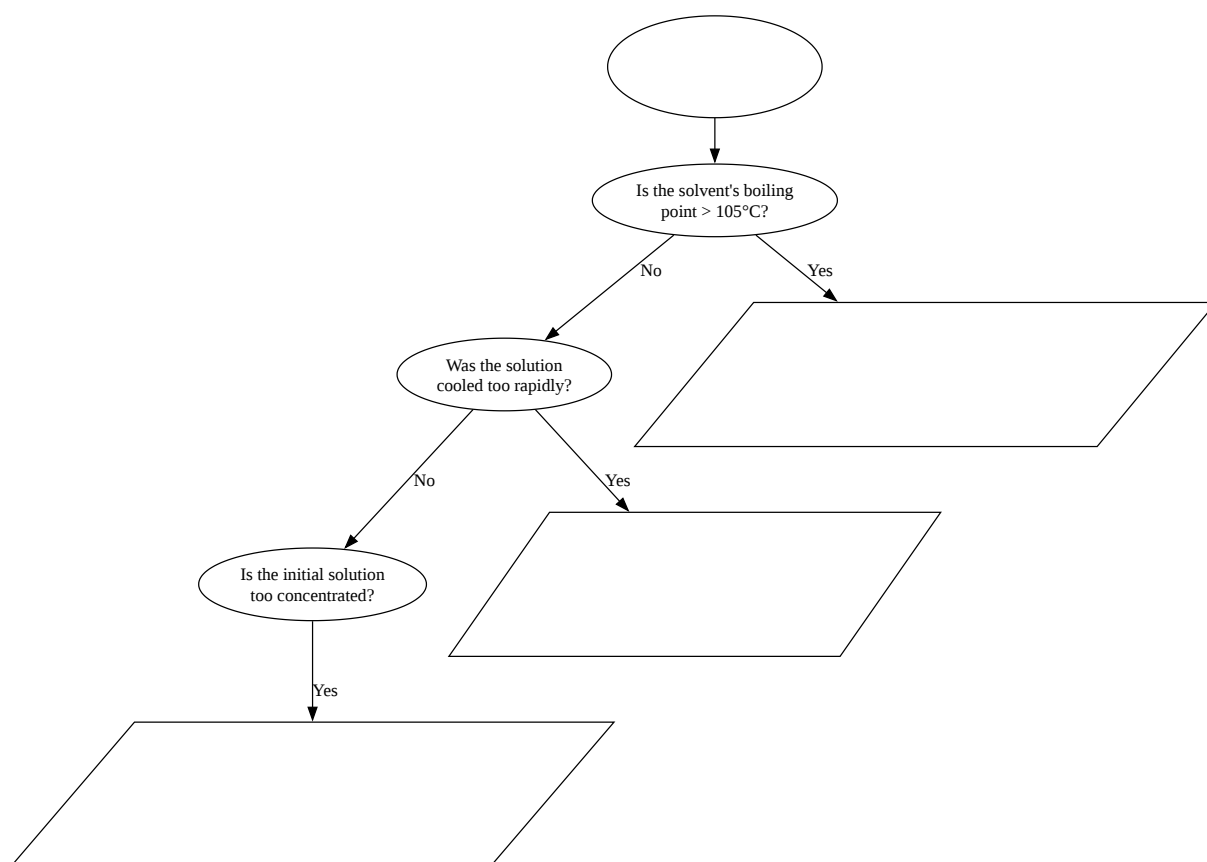 Is the solvent's boiling
point > 105°C?
No
Yes
Was the solution
cooled too rapidly?
No
Yes
Is the initial solution
too concentrated?
Yes